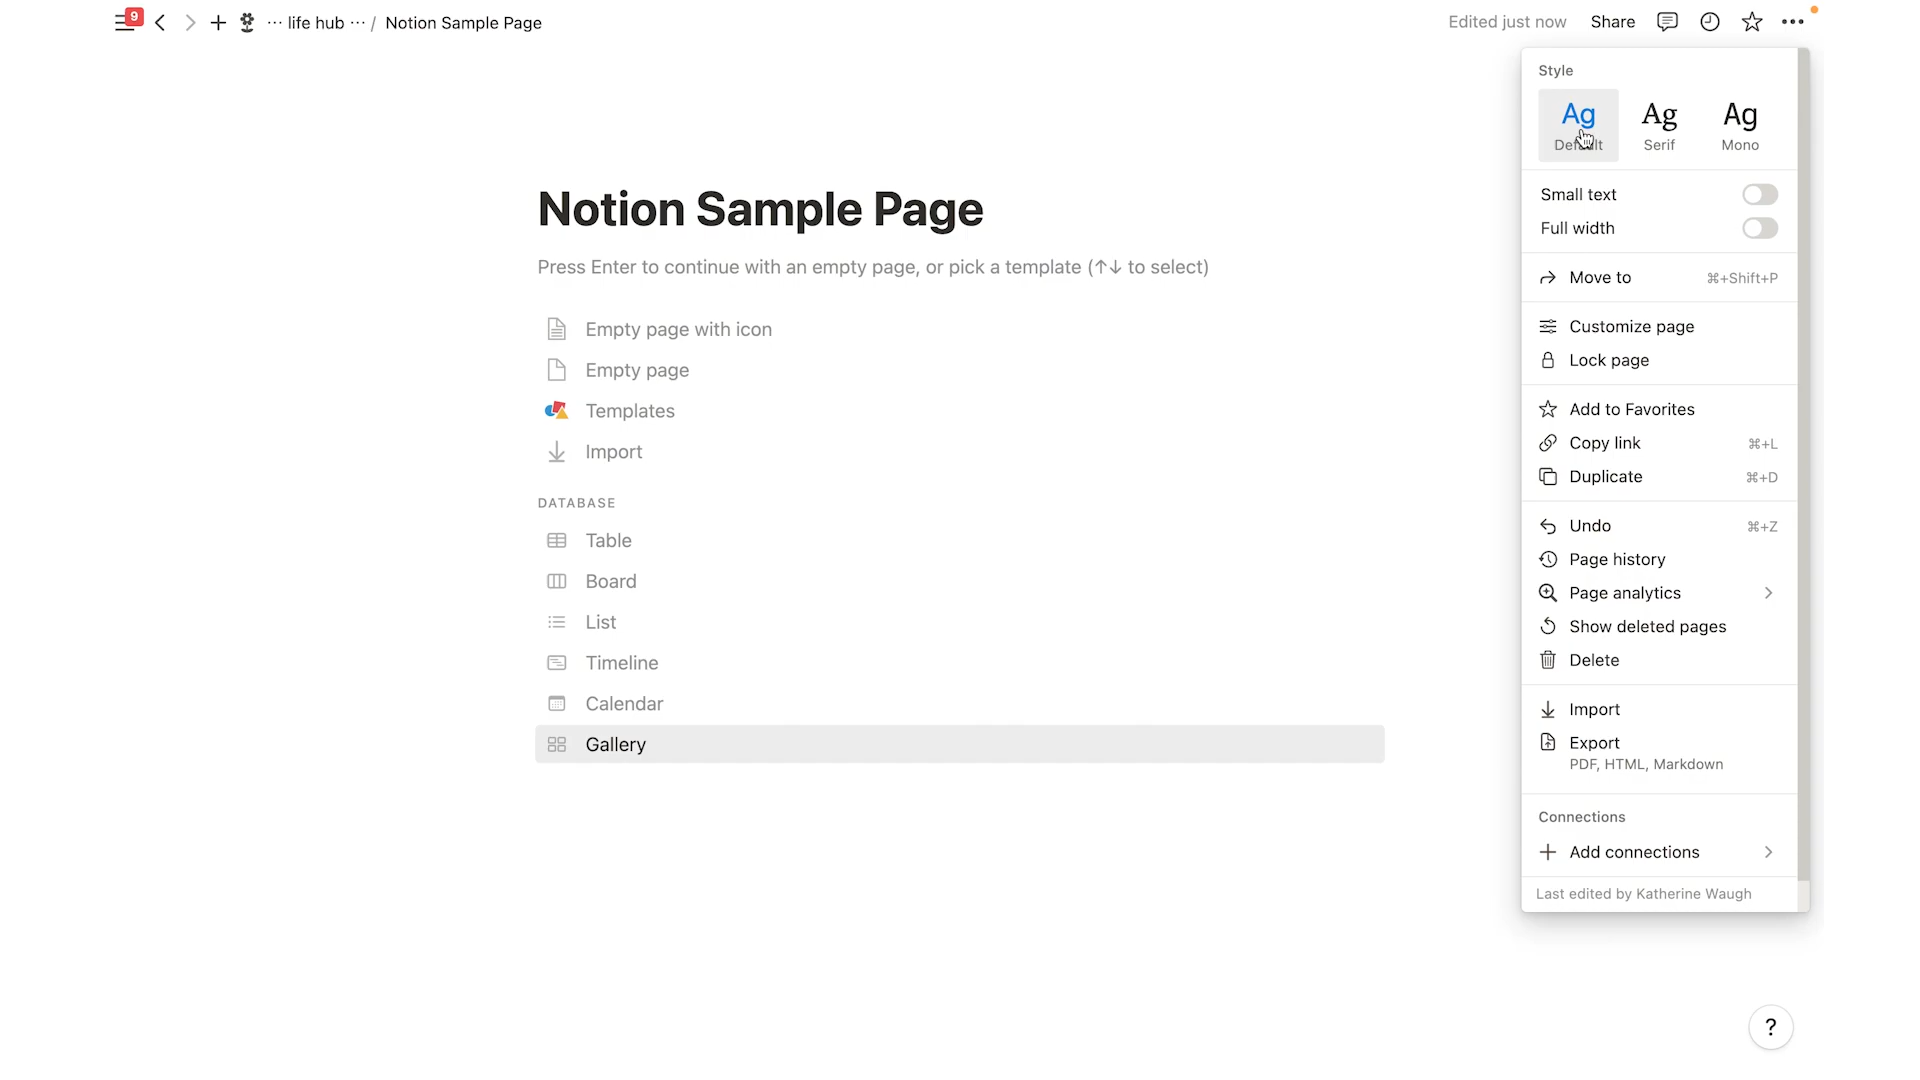 9
··· life hub ··· / Notion Sample Page
Edited just now Share
Style
Ag Ag Ag
Default Serif Mono
Small text
Full width
Move to ⌘+Shift+P
Customize page
Lock page
Add to Favorites
Copy link ⌘+L
Duplicate ⌘+D
Undo ⌘+Z
Page history
Page analytics
Show deleted pages
Delete
Import
Export
PDF, HTML, Markdown
Connections
Add connections
Last edited by Katherine Waugh
Notion Sample Page
Press Enter to continue with an empty page, or pick a template (↑↓ to select)
Empty page with icon
Empty page
Templates
Import
DATABASE
Table
Board
List
Timeline
Calendar
Gallery
?